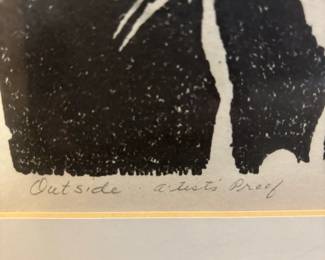 Outside . artist's Proof